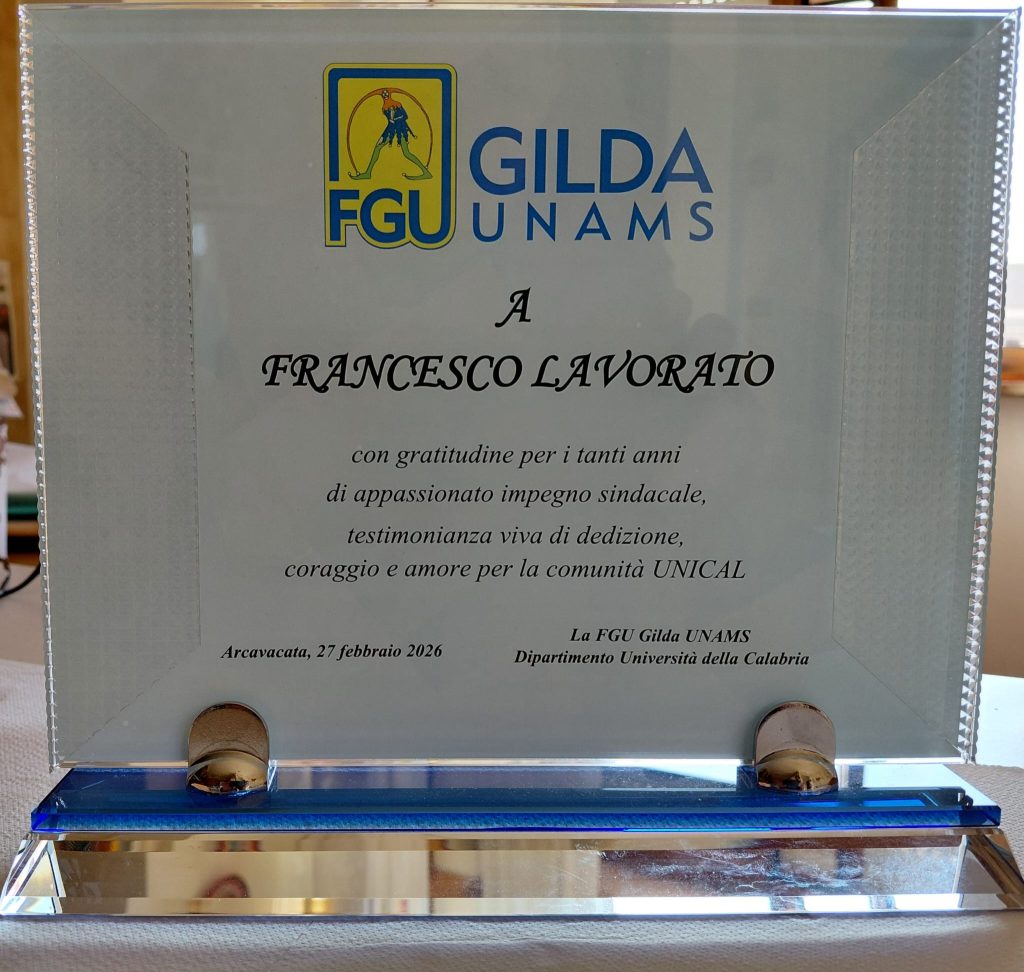 FGU
GILDA
UNAMS
A
FRANCESCO LAVORATO
con gratitudine per i tanti anni
di appassionato impegno sindacale,
testimonianza viva di dedizione,
coraggio e amore per la comunità UNICAL
Arcavacata, 27 febbraio 2026
La FGU Gilda UNAMS
Dipartimento Università della Calabria